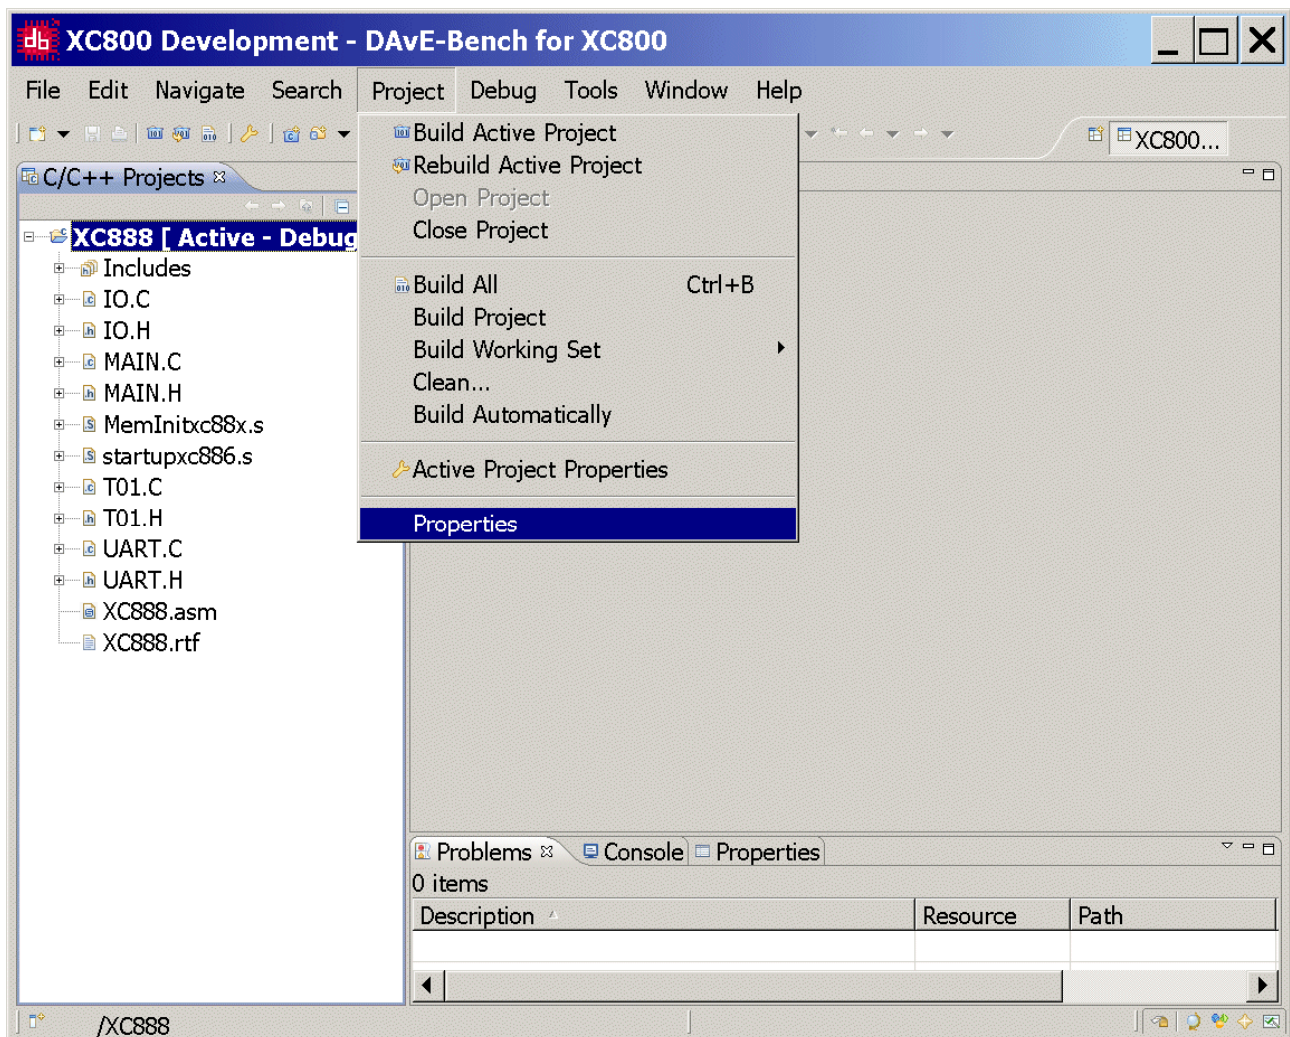 XC800 Development - DAvE-Bench for XC800
File Edit Navigate Search Project Debug Tools Window Help
XC800...
Build Active Project
Rebuild Active Project
Open Project
Close Project
Build All Ctrl+B
Build Project
Build Working Set
Clean...
Build Automatically
Active Project Properties
Properties
C/C++ Projects
XC888 [ Active - Debug
Includes
IO.C
IO.H
MAIN.C
MAIN.H
MemInitxc88x.s
startupxc886.s
T01.C
T01.H
UART.C
UART.H
XC888.asm
XC888.rtf
Problems Console Properties
0 items
Description Resource Path
/XC888